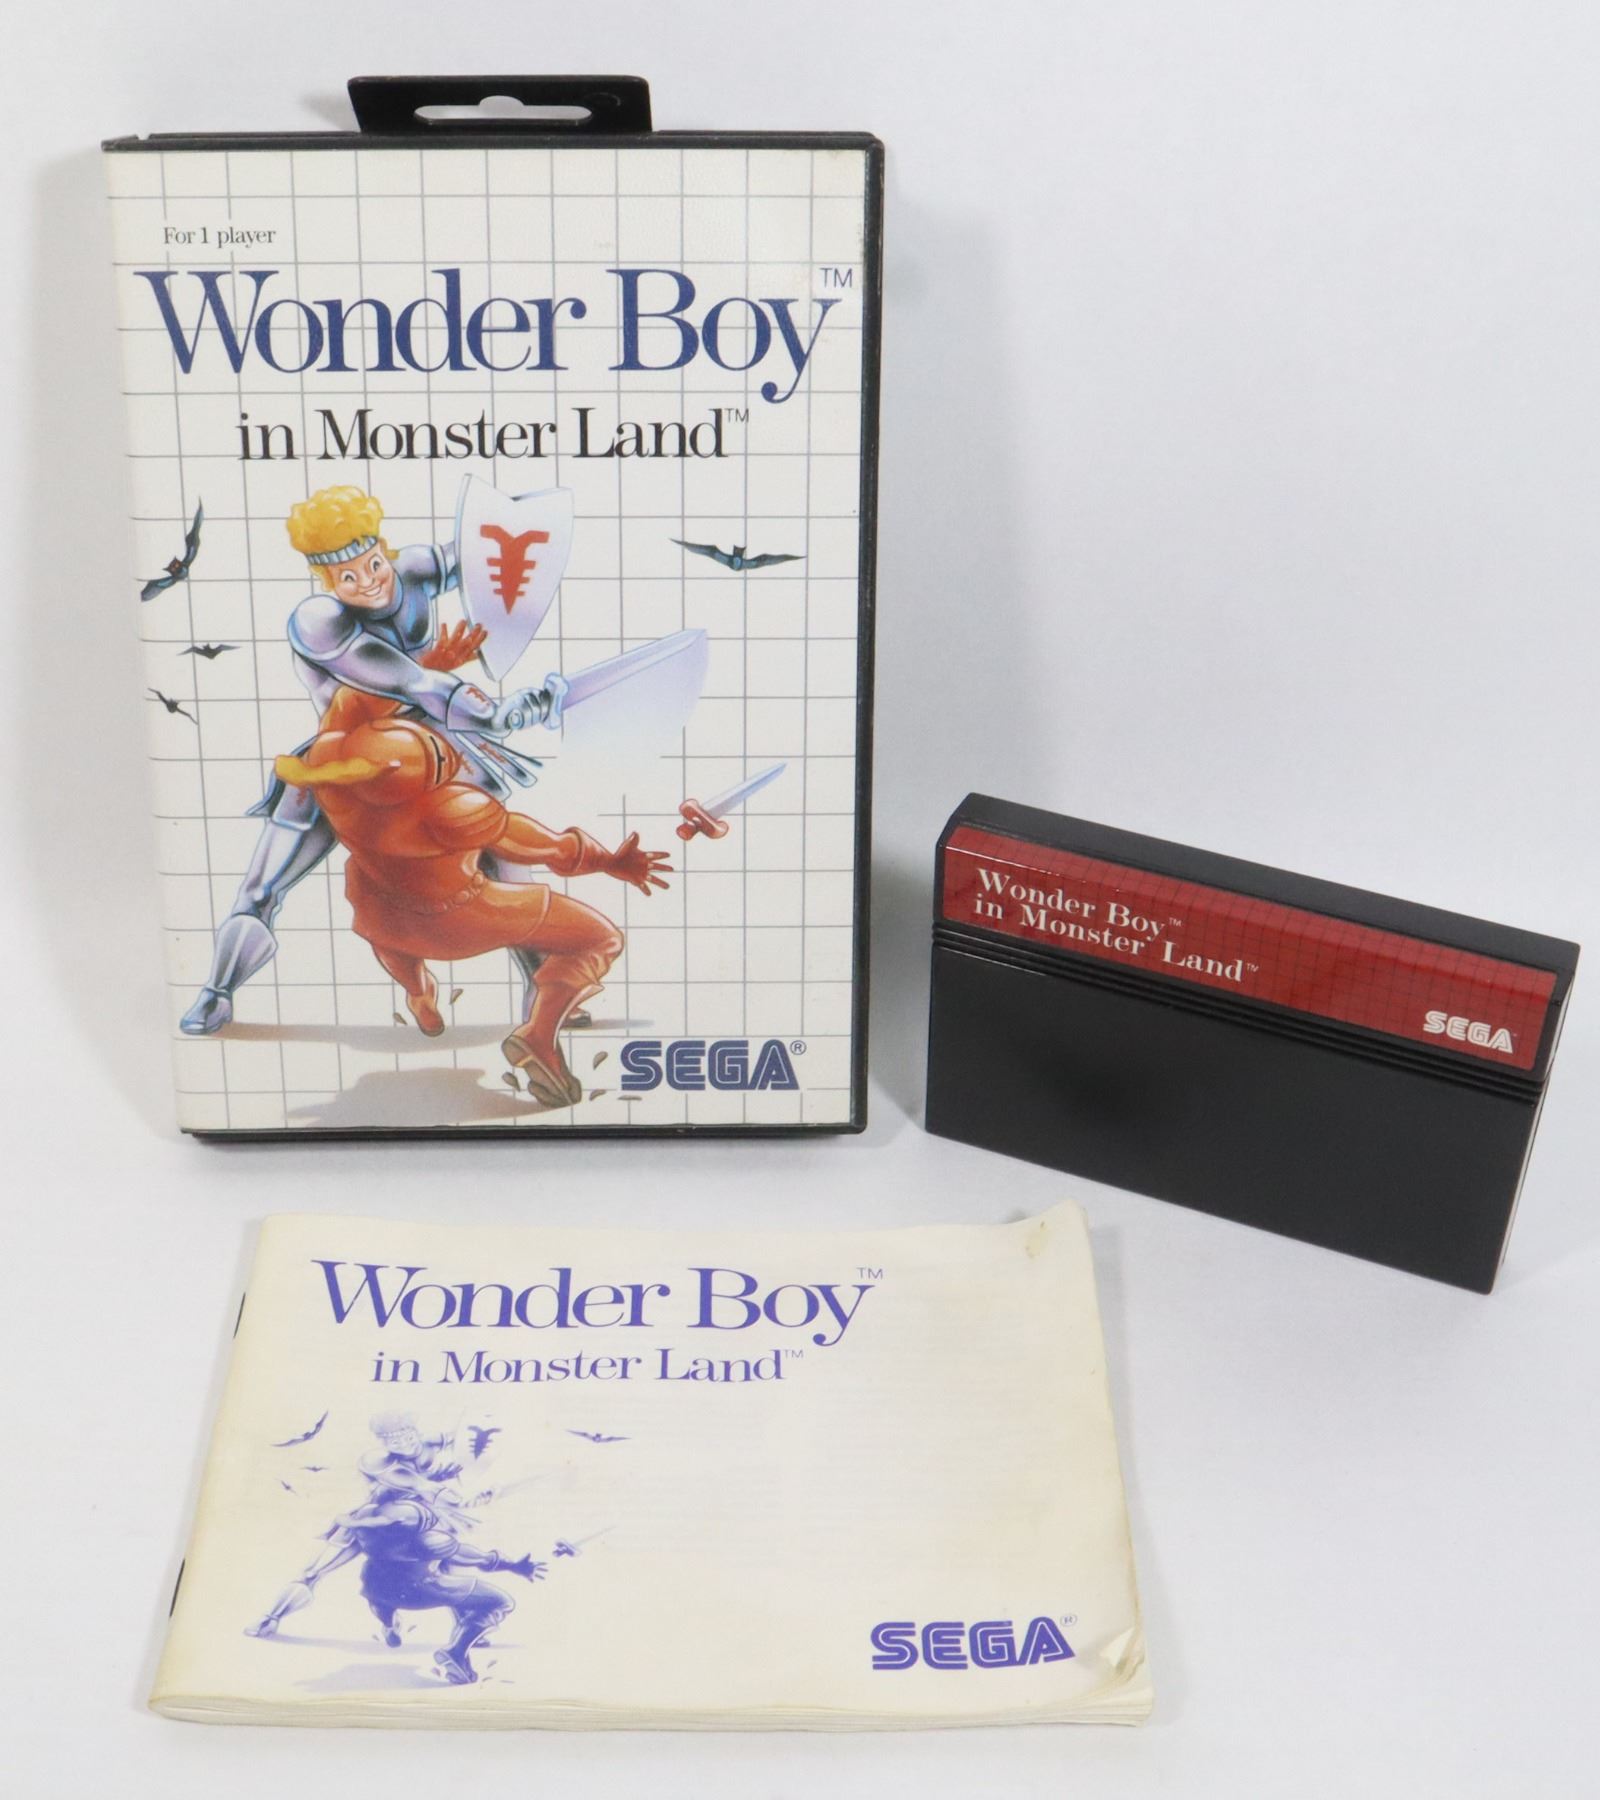 For 1 player
Wonder Boy™
in Monster Land™
SEGA®
Wonder Boy™
in Monster Land™
SEGA™
Wonder Boy™
in Monster Land™
SEGA®